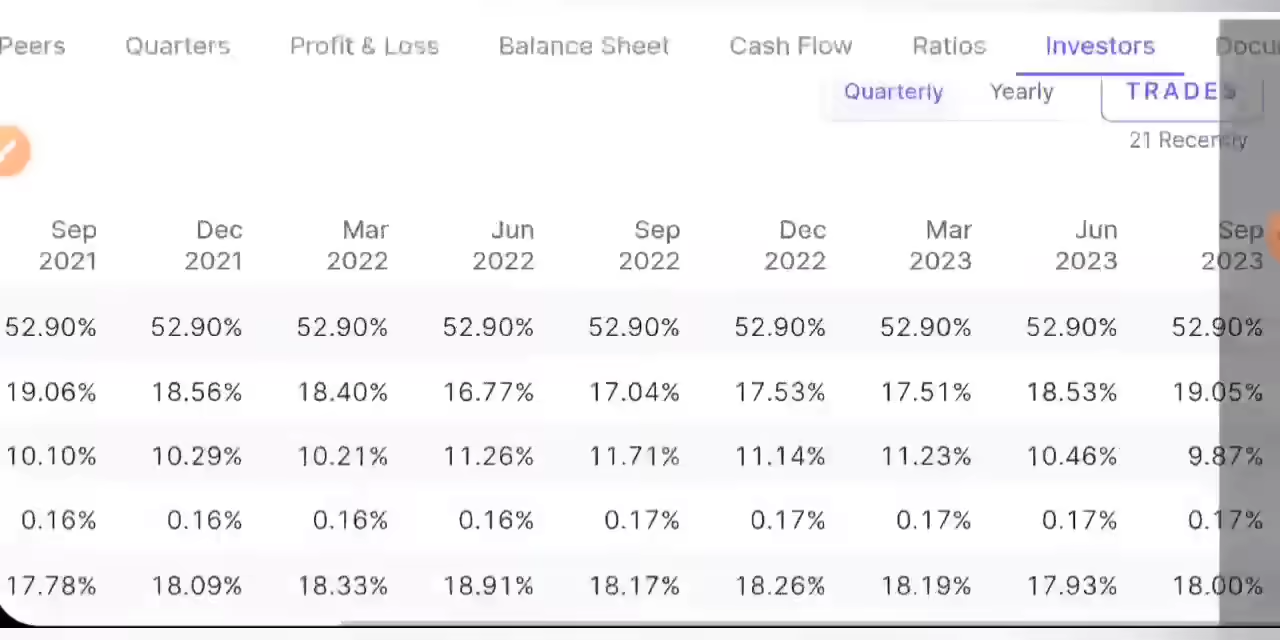 Peers Quarters Profit & Loss Balance Sheet Cash Flow Ratios Investors Docu
Quarterly Yearly TRADES
21 Recently
Sep Dec Mar Jun Sep Dec Mar Jun Sep
2021 2021 2022 2022 2022 2022 2023 2023 2023
52.90% 52.90% 52.90% 52.90% 52.90% 52.90% 52.90% 52.90% 52.90%
19.06% 18.56% 18.40% 16.77% 17.04% 17.53% 17.51% 18.53% 19.05%
10.10% 10.29% 10.21% 11.26% 11.71% 11.14% 11.23% 10.46% 9.87%
0.16% 0.16% 0.16% 0.16% 0.17% 0.17% 0.17% 0.17% 0.17%
17.78% 18.09% 18.33% 18.91% 18.17% 18.26% 18.19% 17.93% 18.00%